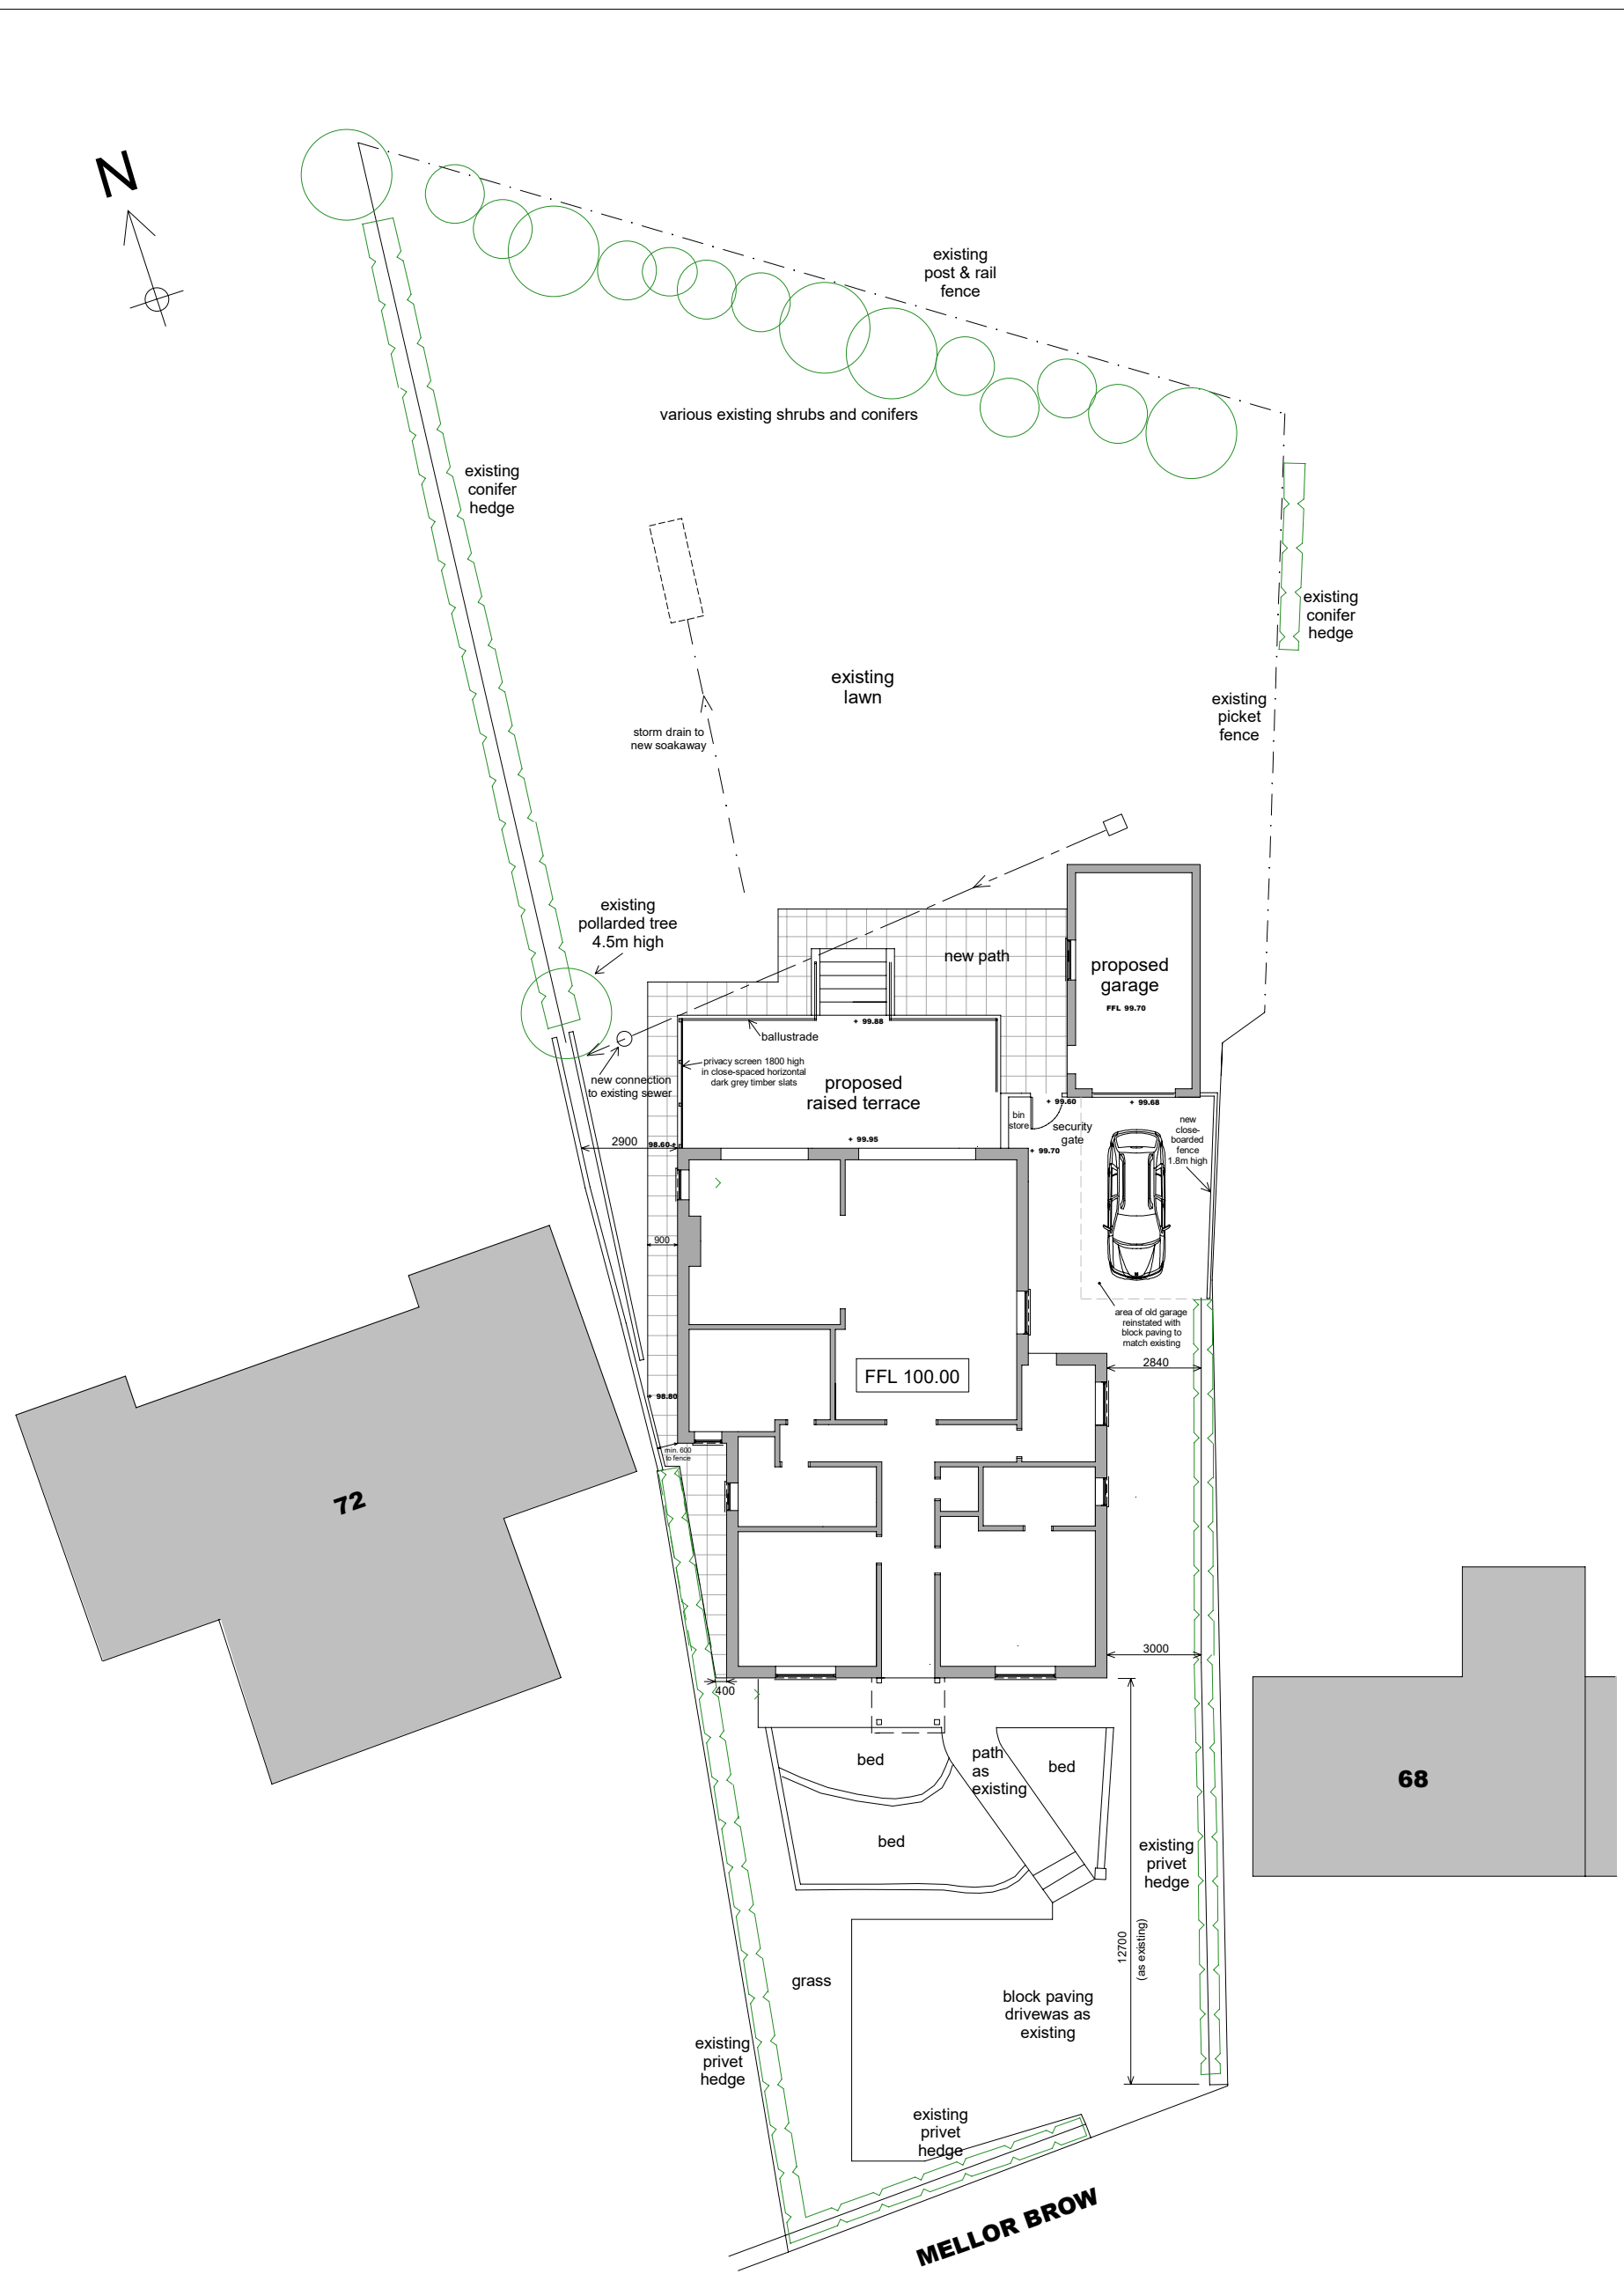 N
existing
post & rail
fence
various existing shrubs and conifers
existing
conifer
hedge
existing
conifer
hedge
existing
lawn
existing
picket
fence
storm drain to
new soakaway
existing
pollarded tree
4.5m high
new path
proposed
garage
FFL 99.70
+ 99.88
ballustrade
privacy screen 1800 high
in close-spaced horizontal
dark grey timber slats
new connection
to existing sewer
proposed
raised terrace
+ 99.60
+ 99.68
bin
store
security
gate
new
close-
boarded
fence
1.8m high
2900
98.60+
+ 99.95
+ 99.70
900
area of old garage
reinstated with
block paving to
match existing
2840
FFL 100.00
+ 98.80
min. 600
to fence
72
3000
400
bed
path
as
existing
bed
68
bed
existing
privet
hedge
12700
(as existing)
grass
block paving
drivewas as
existing
existing
privet
hedge
existing
privet
hedge
MELLOR BROW